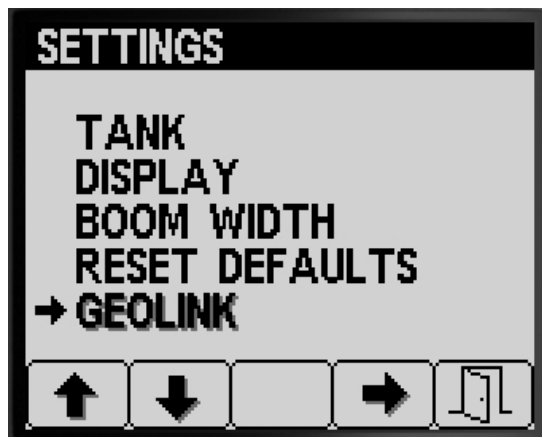 SETTINGS
TANK
DISPLAY
BOOM WIDTH
RESET DEFAULTS
GEOLINK